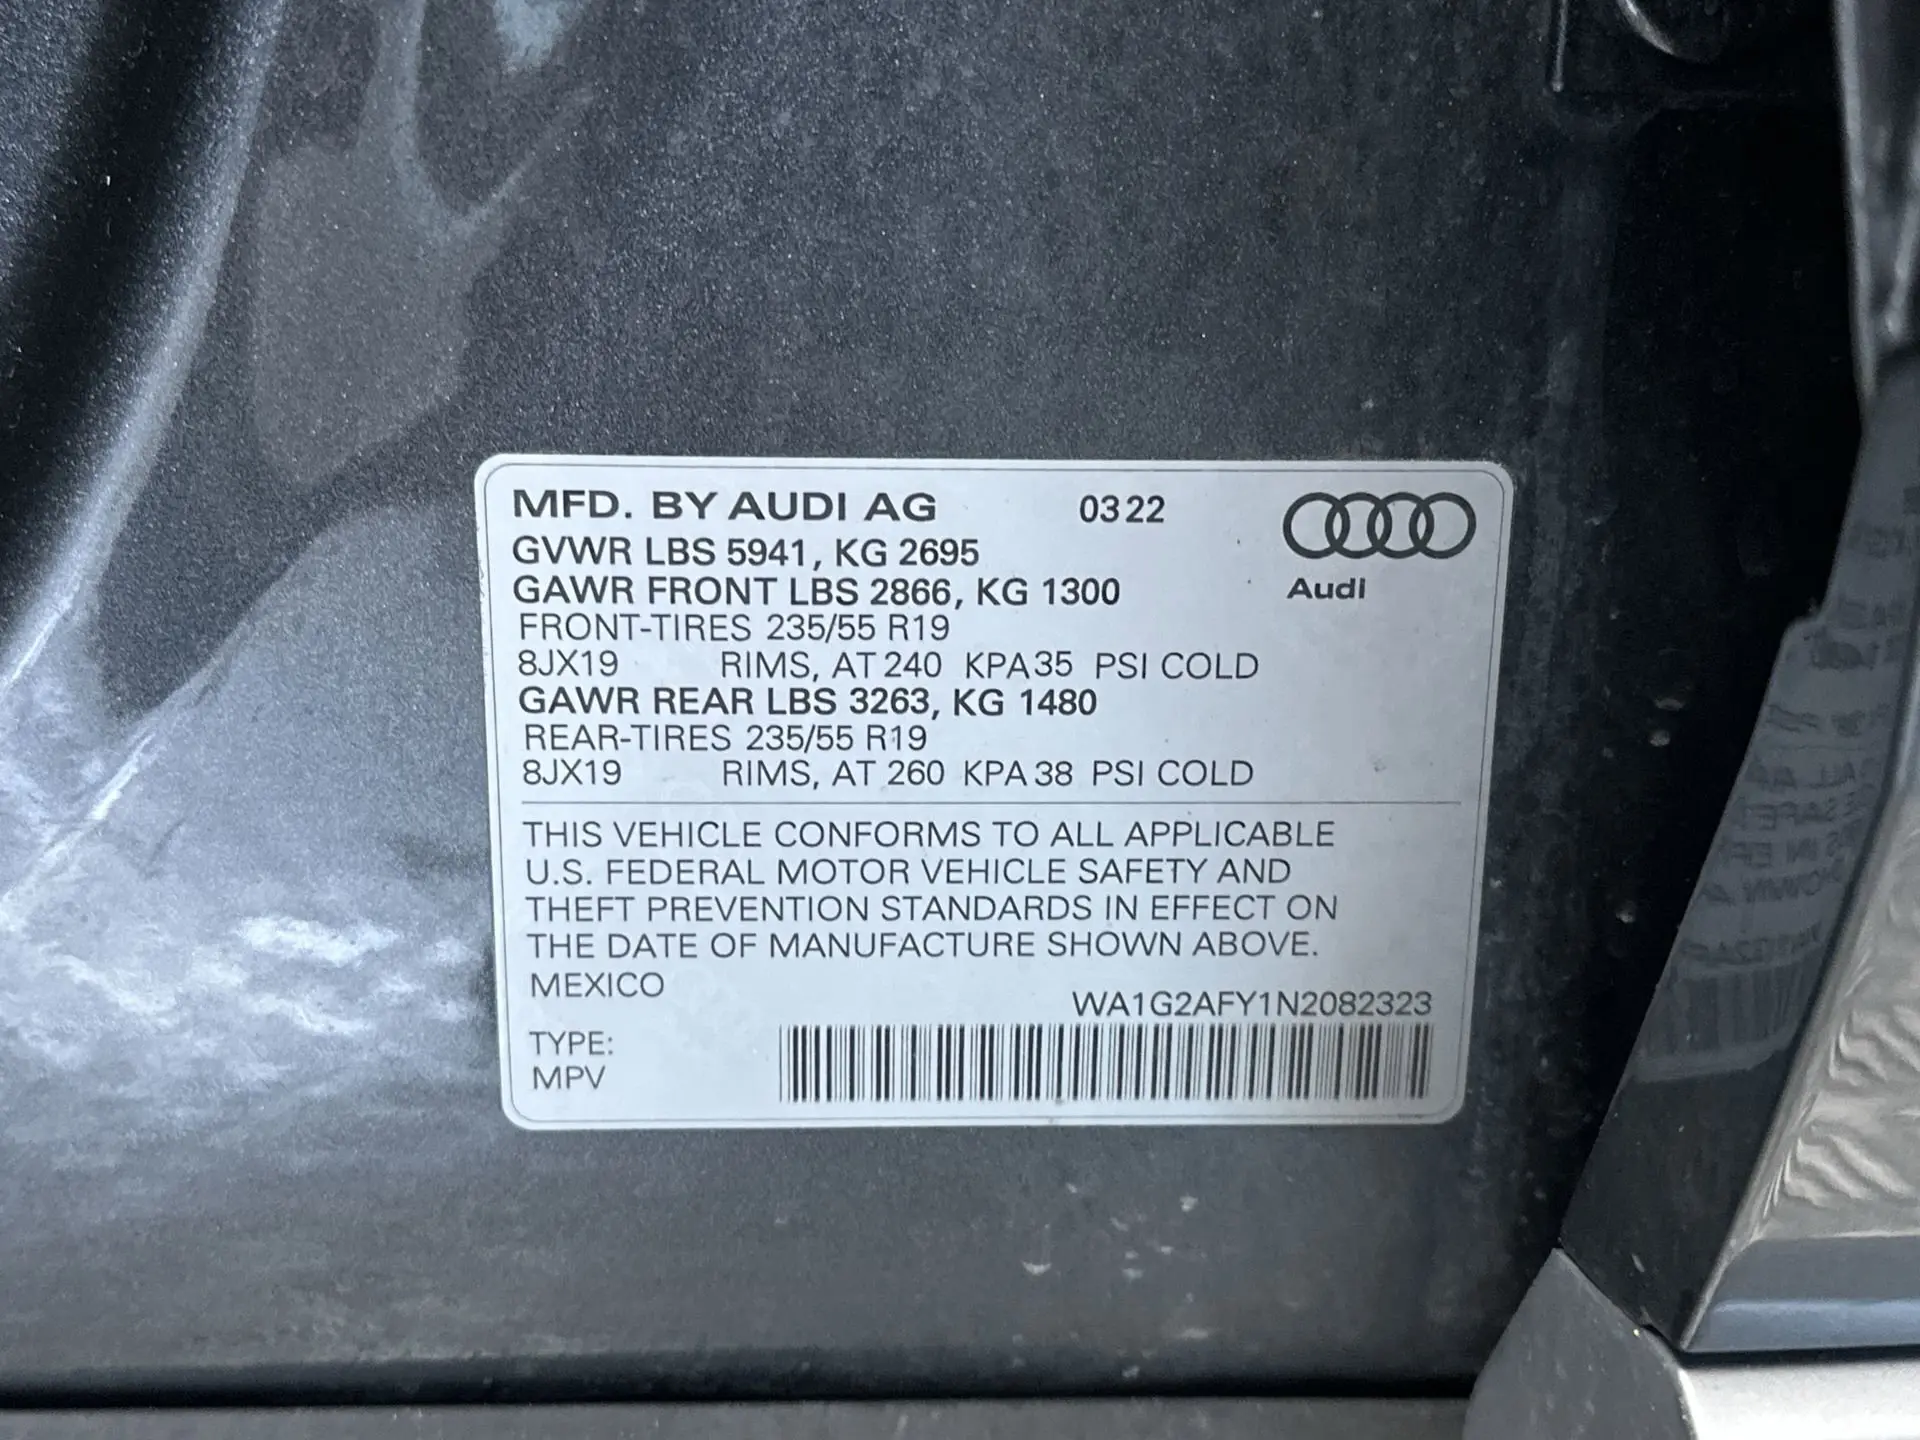 MFD. BY AUDI AG 0322
GVWR LBS 5941, KG 2695
GAWR FRONT LBS 2866, KG 1300
Audi
FRONT-TIRES 235/55 R19
8JX19 RIMS, AT 240 KPA 35 PSI COLD
GAWR REAR LBS 3263, KG 1480
REAR-TIRES 235/55 R19
8JX19 RIMS, AT 260 KPA 38 PSI COLD
THIS VEHICLE CONFORMS TO ALL APPLICABLE
U.S. FEDERAL MOTOR VEHICLE SAFETY AND
THEFT PREVENTION STANDARDS IN EFFECT ON
THE DATE OF MANUFACTURE SHOWN ABOVE.
MEXICO
WA1G2AFY1N2082323
TYPE:
MPV